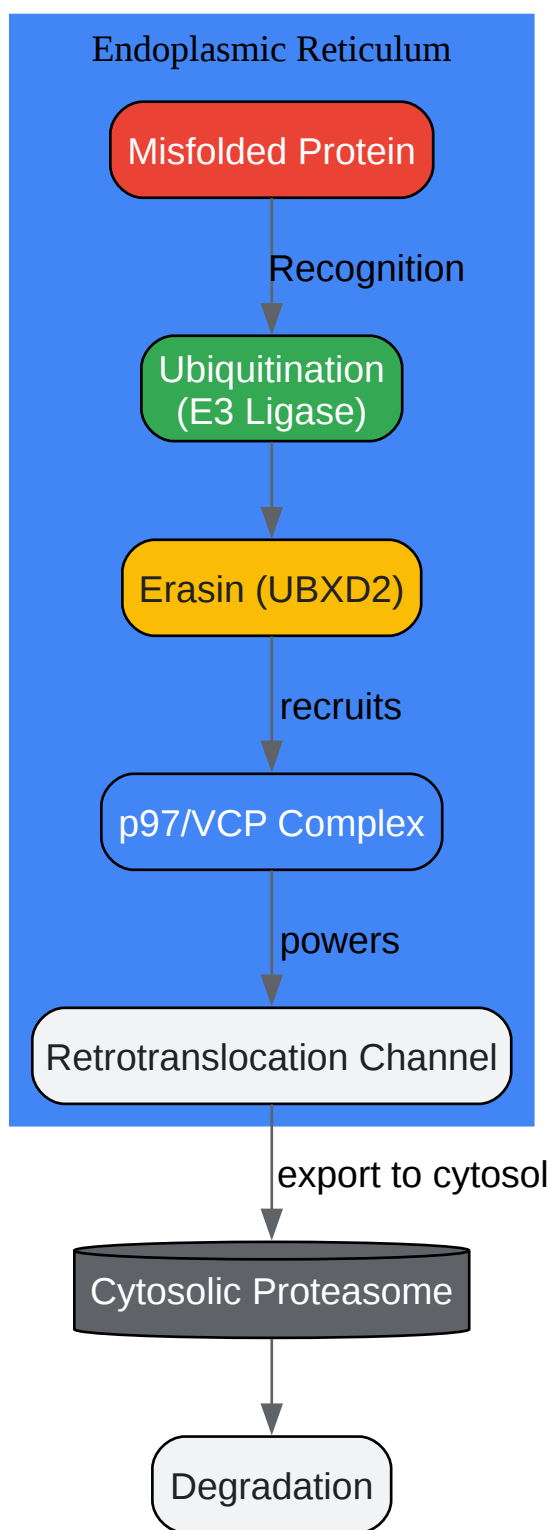 Endoplasmic Reticulum
Misfolded Protein
Recognition
Ubiquitination
(E3 Ligase)
Erasin (UBXD2)
recruits
p97/VCP Complex
powers
Retrotranslocation Channel
export to cytosol
Cytosolic Proteasome
Degradation